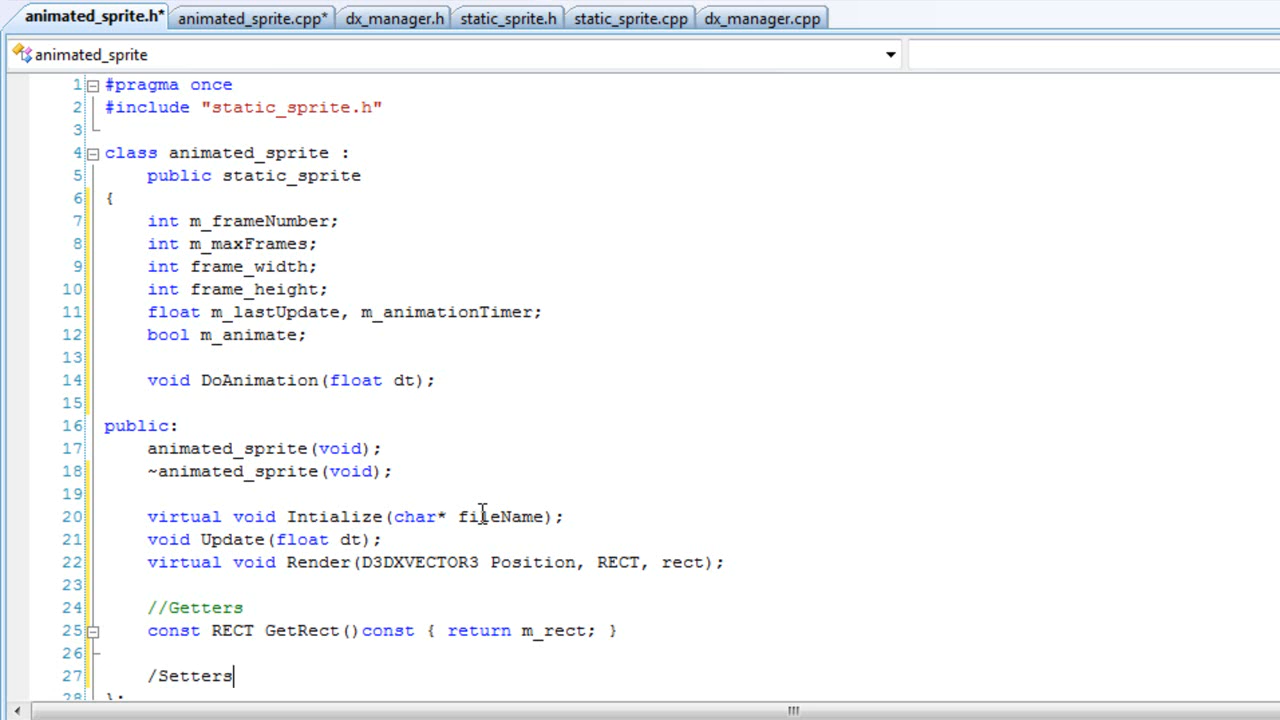 animated_sprite.h* animated_sprite.cpp* dx_manager.h static_sprite.h static_sprite.cpp dx_manager.cpp
animated_sprite
1 #pragma once
2 #include "static_sprite.h"
3
4 class animated_sprite :
5 public static_sprite
6 {
7 int m_frameNumber;
8 int m_maxFrames;
9 int frame_width;
10 int frame_height;
11 float m_lastUpdate, m_animationTimer;
12 bool m_animate;
13
14 void DoAnimation(float dt);
15
16 public:
17 animated_sprite(void);
18 ~animated_sprite(void);
19
20 virtual void Intialize(char* fileName);
21 void Update(float dt);
22 virtual void Render(D3DXVECTOR3 Position, RECT, rect);
23
24 //Getters
25 const RECT GetRect()const { return m_rect; }
26
27 /Setters
28 };